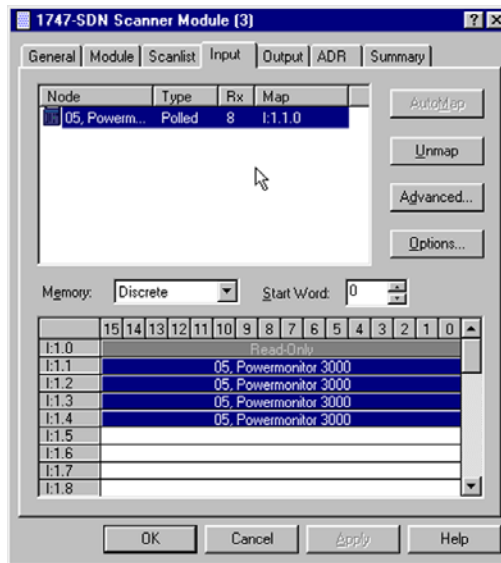 1747-SDN Scanner Module (3)
General Module Scanlist Input Output ADR Summary
Node Type Rx Map
05, Powerm... Polled 8 I:1.1.0
AutoMap
Unmap
Advanced...
Options...
Memory: Discrete Start Word: 0
15 14 13 12 11 10 9 8 7 6 5 4 3 2 1 0
I:1.0 Read-Only
I:1.1 05, Powermonitor 3000
I:1.2 05, Powermonitor 3000
I:1.3 05, Powermonitor 3000
I:1.4 05, Powermonitor 3000
I:1.5
I:1.6
I:1.7
I:1.8
OK Cancel Apply Help